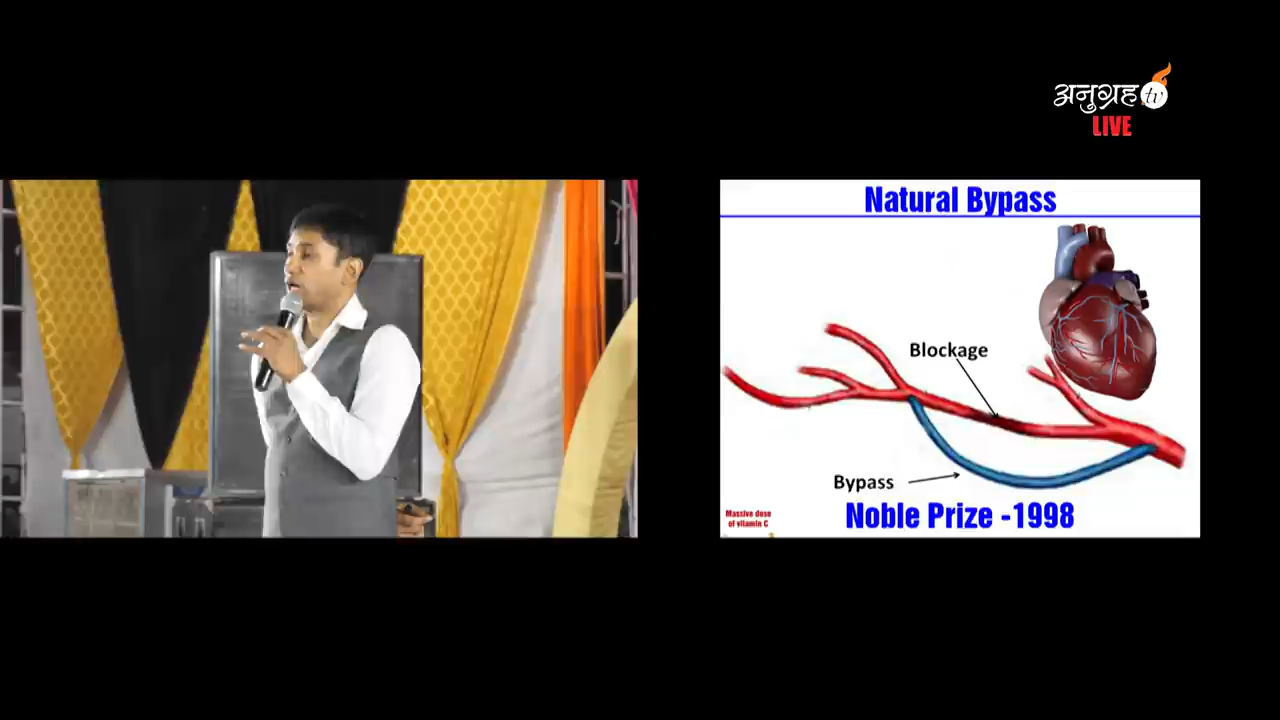 अनुग्रह tv
LIVE
Natural Bypass
Blockage
Bypass
Massive dose
of vitamin C
Noble Prize -1998